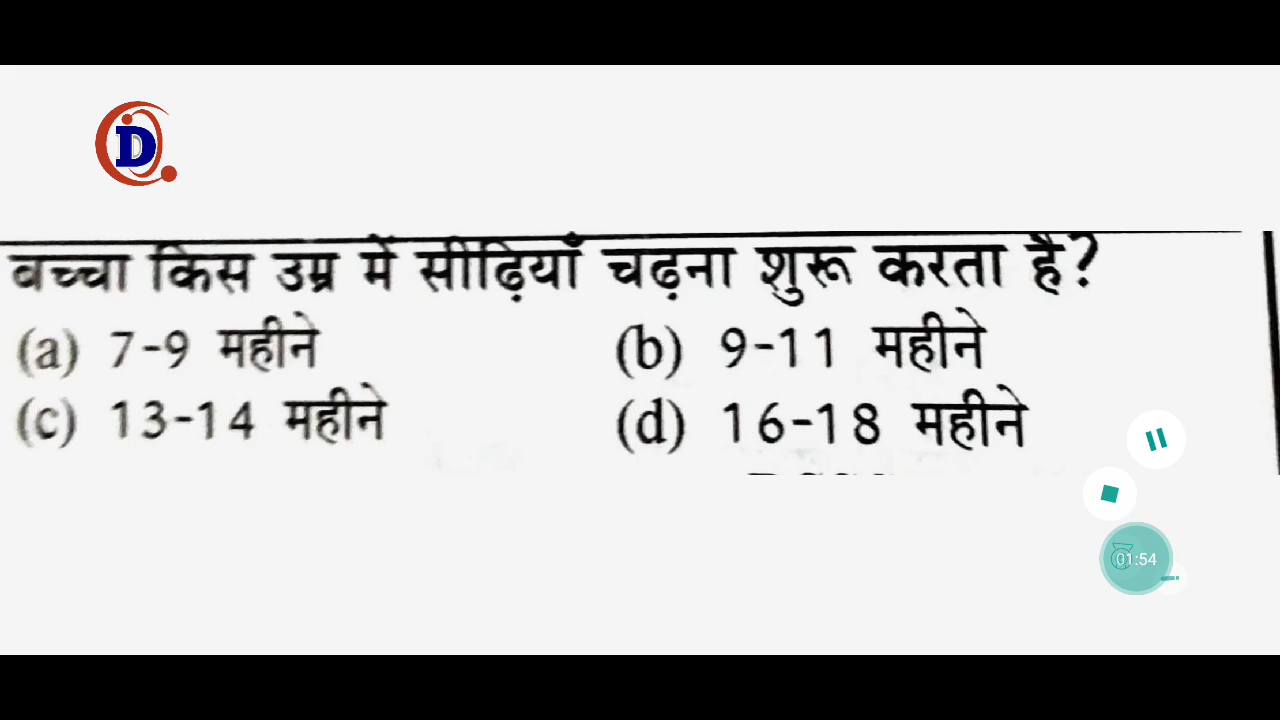 D
बच्चा किस उम्र में सीढ़ियाँ चढ़ना शुरू करता है?
(a) 7-9 महीने (b) 9-11 महीने
(c) 13-14 महीने (d) 16-18 महीने
01:54